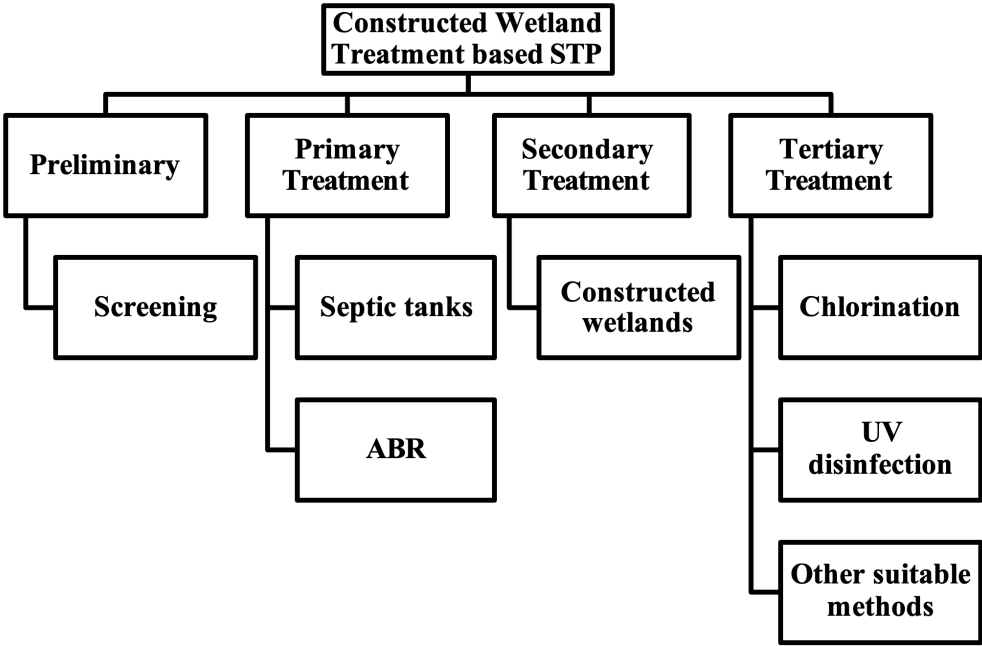 Constructed Wetland
Treatment based STP
Preliminary
Primary
Treatment
Secondary
Treatment
Tertiary
Treatment
Screening
Septic tanks
Constructed
wetlands
Chlorination
ABR
UV
disinfection
Other suitable
methods